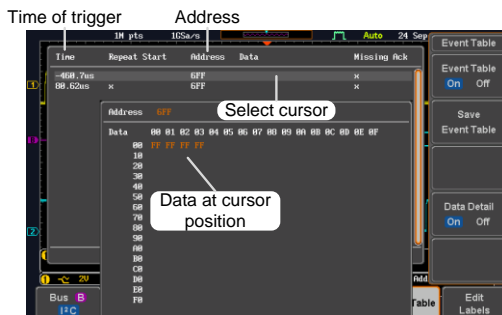 Time of trigger Address
1M pts 1GSa/s Auto 24 Sep
Event Table
Time Repeat Start Address Data Missing Ack
-460.7us 6FF x
80.62us x 6FF x
Event Table
On Off
Select cursor
Address 6FF
Save
Event Table
Data 00 01 02 03 04 05 06 07 08 09 0A 0B 0C 0D 0E 0F
00 FF FF FF FF
10
20
30
40
50
60
70
80
90
A0
B0
C0
D0
E0
F0
Data at cursor
position
Data Detail
On Off
1
B
2
1 2V
Add
Bus B
I²C
Table
Edit
Labels